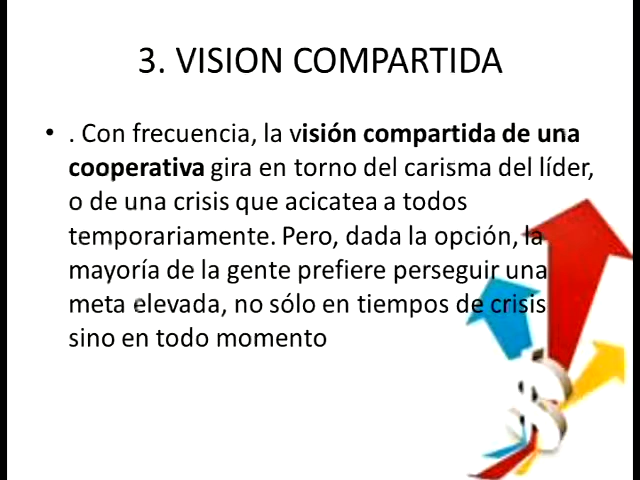 3. VISION COMPARTIDA
• . Con frecuencia, la visión compartida de una
cooperativa gira en torno del carisma del líder,
o de una crisis que acicatea a todos
temporariamente. Pero, dada la opción, la
mayoría de la gente prefiere perseguir una
meta elevada, no sólo en tiempos de crisis
sino en todo momento